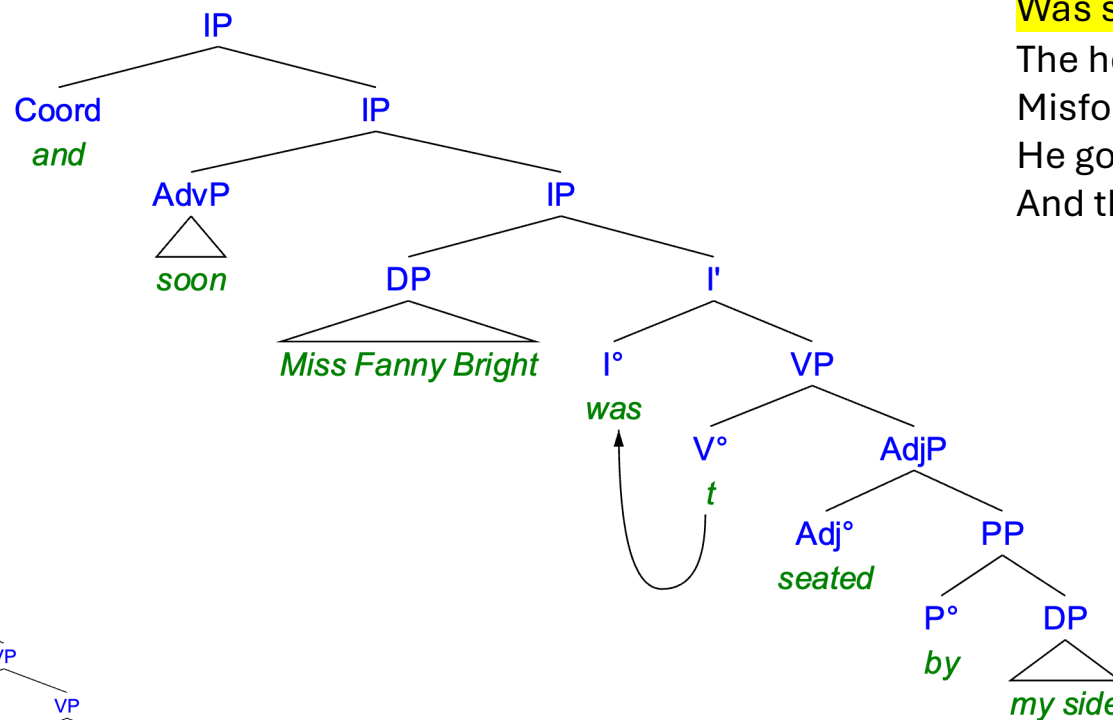 IP
Coord IP
and
AdvP IP
soon
DP I'
Miss Fanny Bright
I° VP
was
V° AdjP
t
Adj° PP
seated
P° DP
by
my side
VP
Was s
The h
Misfo
He go
And t